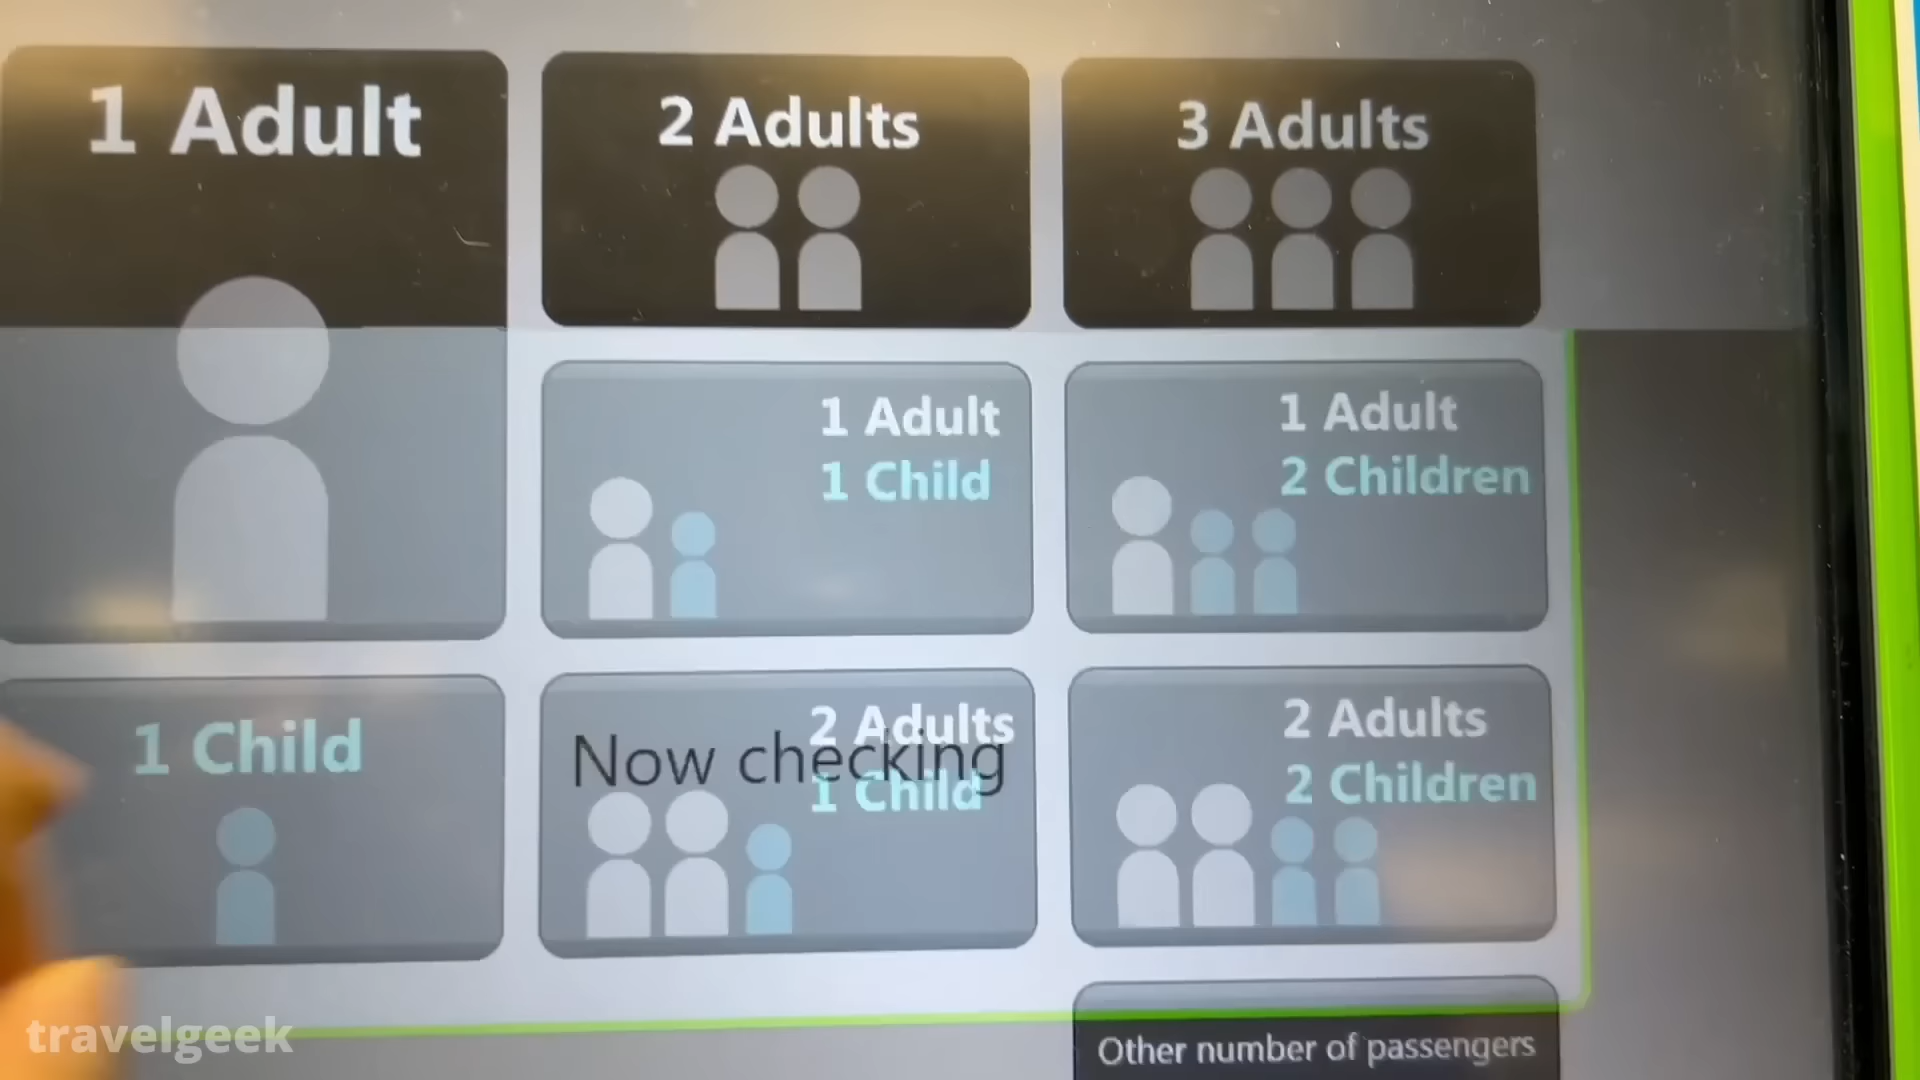 1 Adult
2 Adults
3 Adults
1 Adult
1 Child
1 Adult
2 Children
1 Child
2 Adults
1 Child
Now checking
2 Adults
2 Children
Other number of passengers
travelgeek